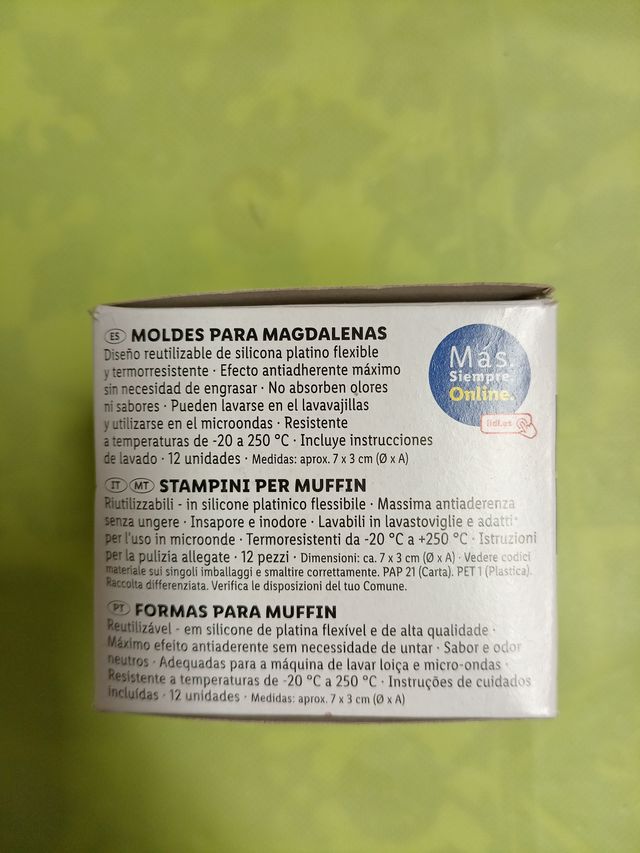 ES MOLDES PARA MAGDALENAS
Diseño reutilizable de silicona platino flexible
y termorresistente · Efecto antiadherente máximo
sin necesidad de engrasar · No absorben olores
ni sabores · Pueden lavarse en el lavavajillas
y utilizarse en el microondas · Resistente
a temperaturas de -20 a 250 °C · Incluye instrucciones
de lavado · 12 unidades · Medidas: aprox. 7 x 3 cm (Ø x A)
Más.
Siempre.
Online.
lidl.es
IT MT STAMPINI PER MUFFIN
Riutilizzabili - in silicone platinico flessibile · Massima antiaderenza
senza ungere · Insapore e inodore · Lavabili in lavastoviglie e adatti
per l'uso in microonde · Termoresistenti da -20 °C a +250 °C · Istruzioni
per la pulizia allegate · 12 pezzi · Dimensioni: ca. 7 x 3 cm (Ø x A) · Vedere codici
materiale sui singoli imballaggi e smaltire correttamente. PAP 21 (Carta). PET 1 (Plastica).
Raccolta differenziata. Verifica le disposizioni del tuo Comune.
PT FORMAS PARA MUFFIN
Reutilizável - em silicone de platina flexível e de alta qualidade ·
Máximo efeito antiaderente sem necessidade de untar · Sabor e odor
neutros · Adequadas para a máquina de lavar loiça e micro-ondas ·
Resistente a temperaturas de -20 °C a 250 °C · Instruções de cuidados
incluídas · 12 unidades · Medidas: aprox. 7 x 3 cm (Ø x A)